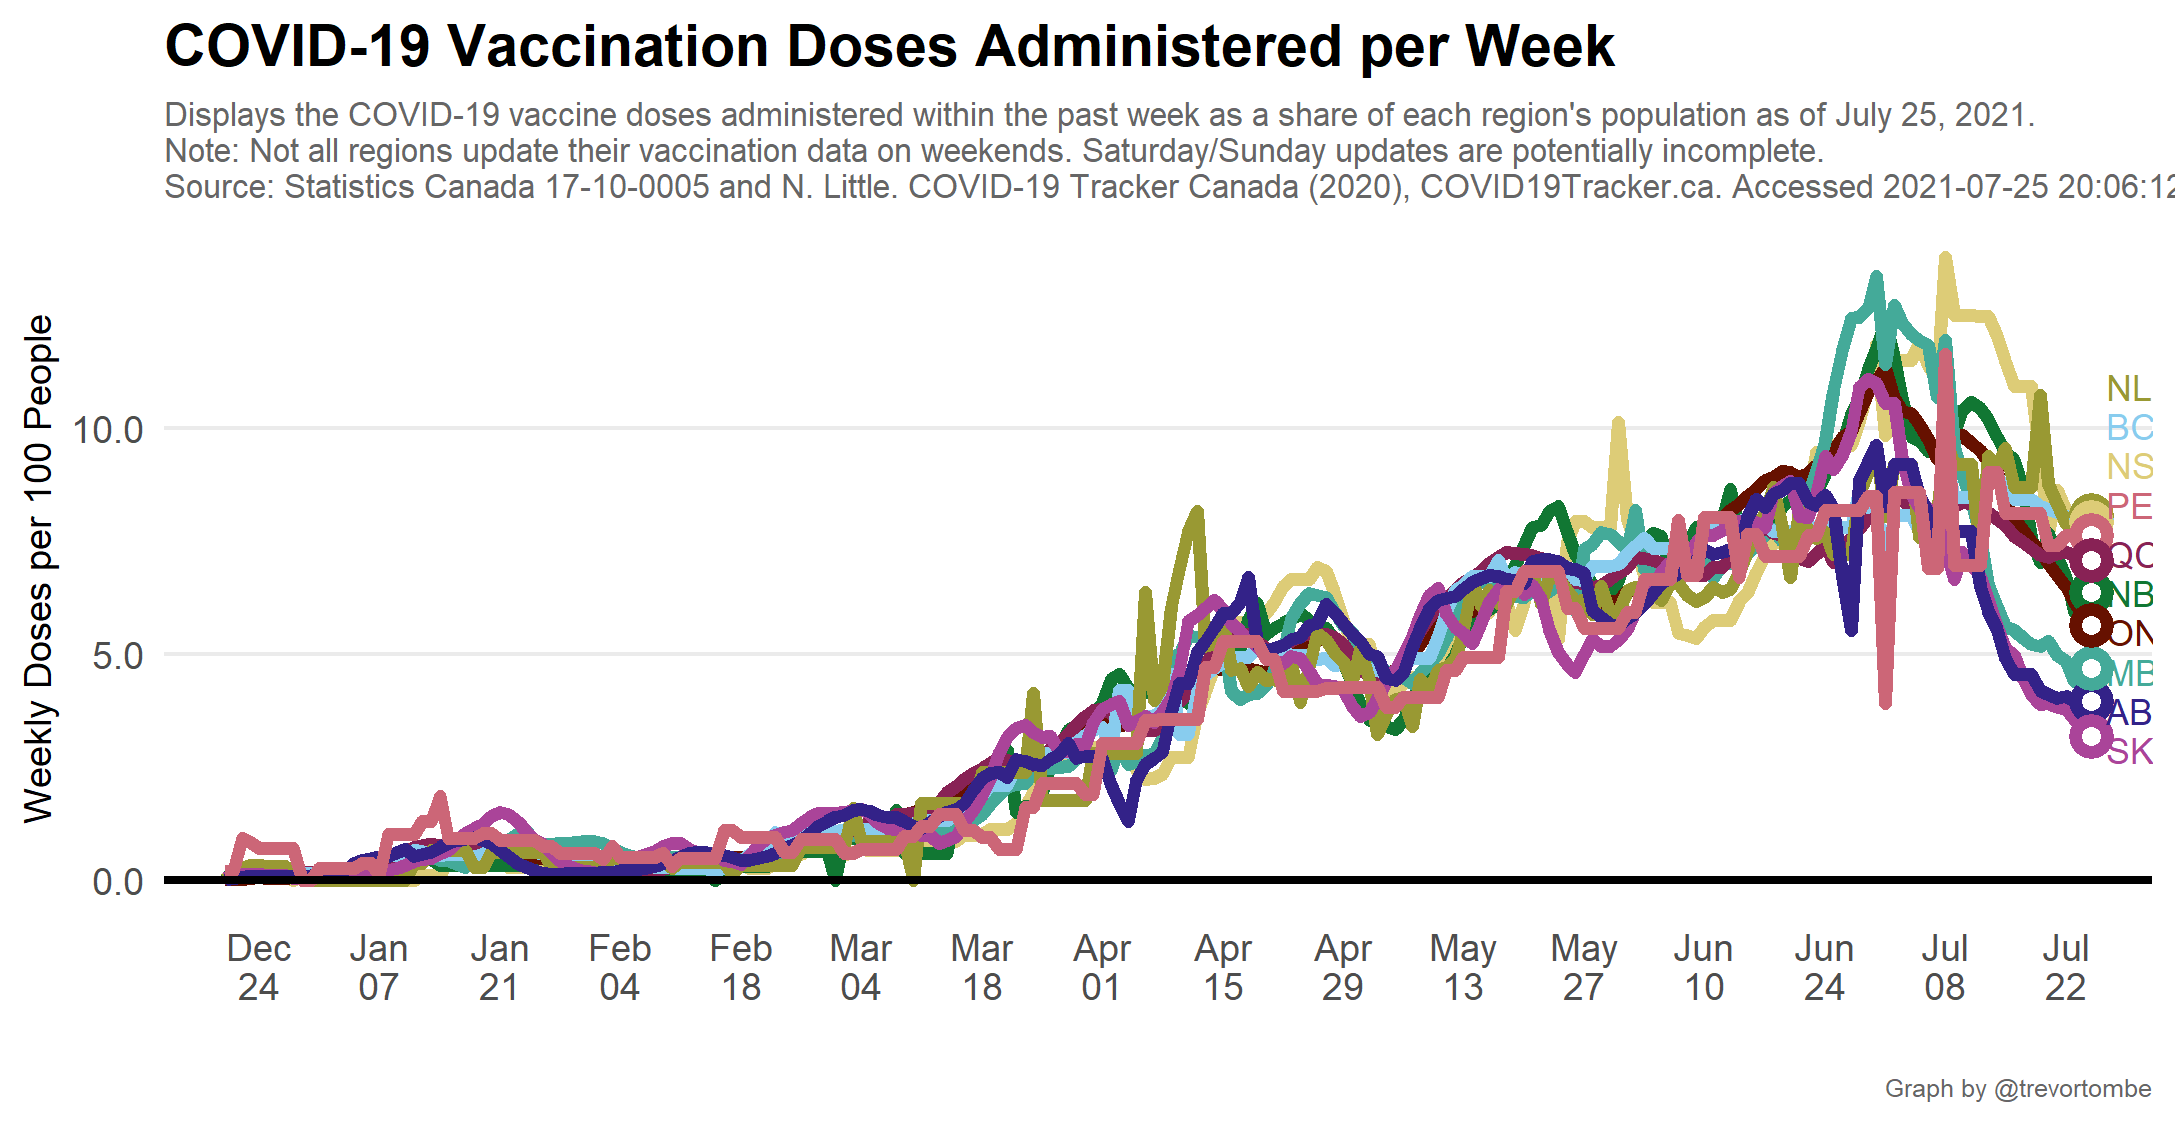 COVID-19 Vaccination Doses Administered per Week
Displays the COVID-19 vaccine doses administered within the past week as a share of each region's population as of July 25, 2021.
Note: Not all regions update their vaccination data on weekends. Saturday/Sunday updates are potentially incomplete.
Source: Statistics Canada 17-10-0005 and N. Little. COVID-19 Tracker Canada (2020), COVID19Tracker.ca. Accessed 2021-07-25 20:06:12
Weekly Doses per 100 People
10.0
5.0
0.0
NL
BC
NS
PE
QC
NB
ON
MB
AB
SK
Dec 24
Jan 07
Jan 21
Feb 04
Feb 18
Mar 04
Mar 18
Apr 01
Apr 15
Apr 29
May 13
May 27
Jun 10
Jun 24
Jul 08
Jul 22
Graph by @trevortombe